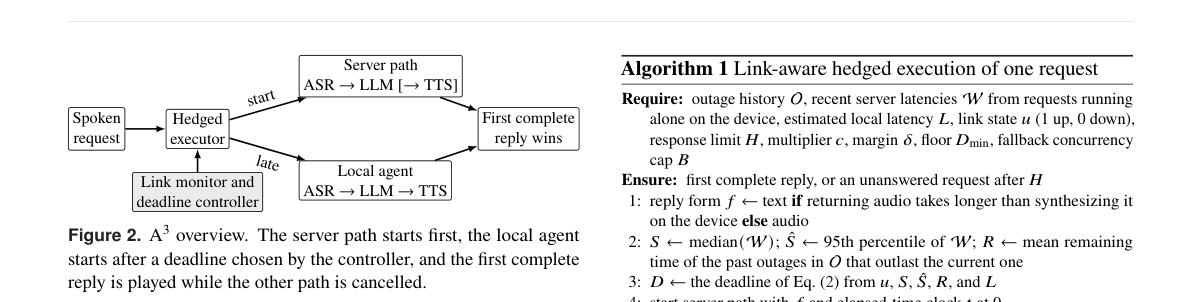 Server path
ASR → LLM [→ TTS]
start
Spoken
request
Hedged
executor
First complete
reply wins
late
Local agent
ASR → LLM → TTS
Link monitor and
deadline controller
Figure 2. A³ overview. The server path starts first, the local agent
starts after a deadline chosen by the controller, and the first complete
reply is played while the other path is cancelled.
Algorithm 1 Link-aware hedged execution of one request
Require: outage history O, recent server latencies W from requests running
alone on the device, estimated local latency L, link state u (1 up, 0 down),
response limit H, multiplier c, margin δ, floor Dmin, fallback concurrency
cap B
Ensure: first complete reply, or an unanswered request after H
1: reply form f ← text if returning audio takes longer than synthesizing it
on the device else audio
2: S ← median(W); Ŝ ← 95th percentile of W; R ← mean remaining
time of the past outages in O that outlast the current one
3: D ← the deadline of Eq. (2) from u, S, Ŝ, R, and L